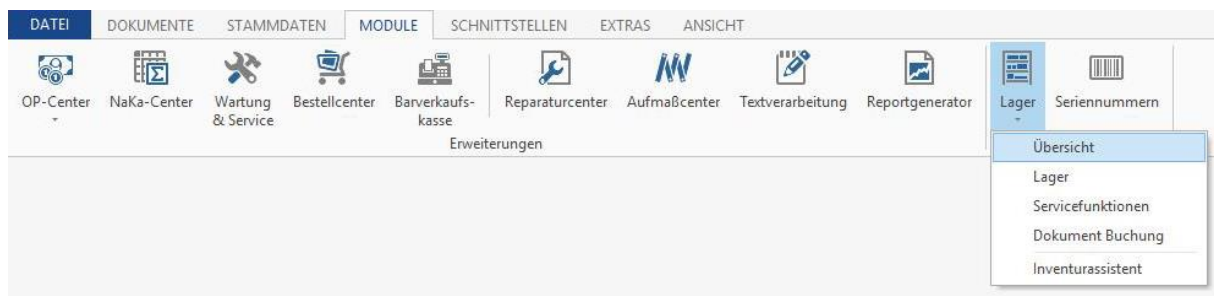 DATEI DOKUMENTE STAMMDATEN MODULE SCHNITTSTELLEN EXTRAS ANSICHT
OP-Center NaKa-Center Wartung & Service Bestellcenter Barverkaufs-kasse Reparaturcenter Aufmaßcenter Textverarbeitung Reportgenerator Lager Seriennummern
Erweiterungen
Übersicht
Lager
Servicefunktionen
Dokument Buchung
Inventurassistent